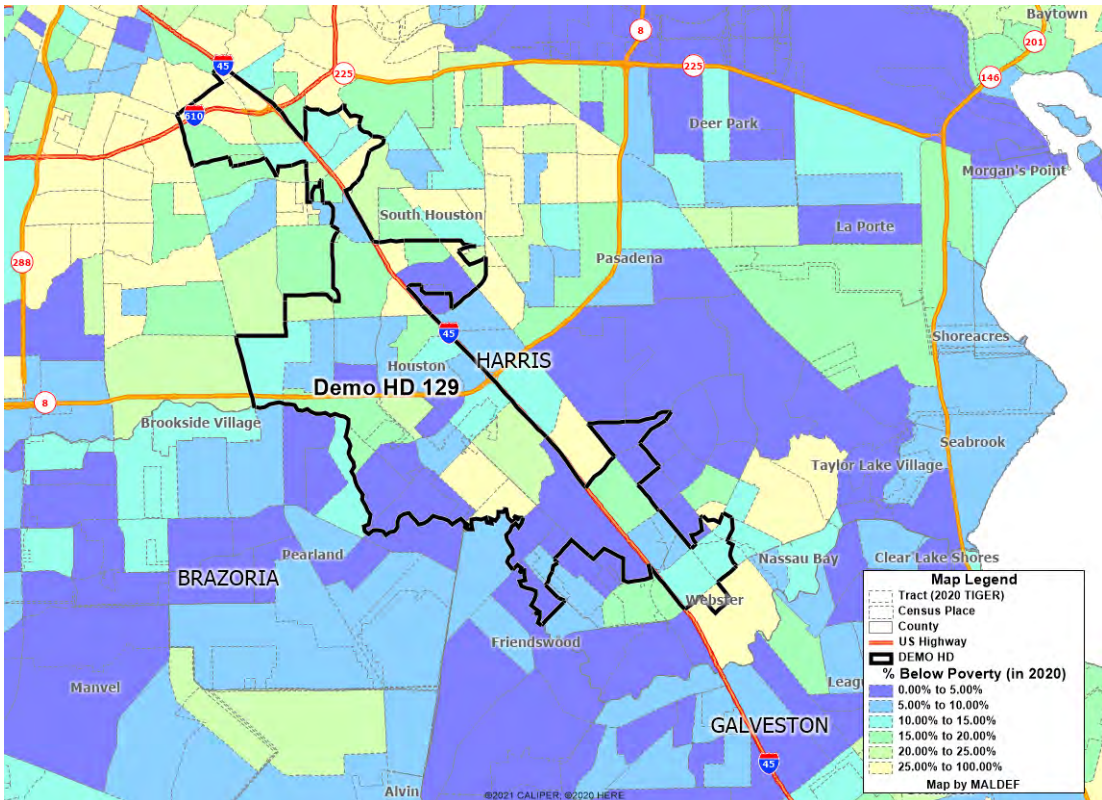 Baytown
8
201
45
225
225
146
610
Deer Park
Morgan's Point
South Houston
La Porte
Pasadena
288
45
Shoreacres
Houston
HARRIS
Demo HD 129
8
Brookside Village
Seabrook
Taylor Lake Village
Pearland
Nassau Bay
Clear Lake Shores
BRAZORIA
Webster
Friendswood
Manvel
Leagu
GALVESTON
45
Alvin
©2021 CALIPER; ©2020 HERE
Map Legend
Tract (2020 TIGER)
Census Place
County
US Highway
DEMO HD
% Below Poverty (in 2020)
0.00% to 5.00%
5.00% to 10.00%
10.00% to 15.00%
15.00% to 20.00%
20.00% to 25.00%
25.00% to 100.00%
Map by MALDEF